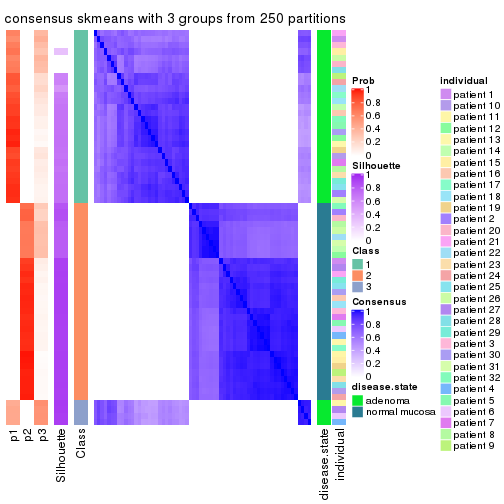 consensus skmeans with 3 groups from 250 partitions
p1
p2
p3
Silhouette
Class
disease.state
individual
Prob
1
0.8
0.6
0.4
0.2
0
Silhouette
1
0.8
0.6
0.4
0.2
0
Class
1
2
3
Consensus
1
0.8
0.6
0.4
0.2
0
disease.state
adenoma
normal mucosa
individual
patient 1
patient 10
patient 11
patient 12
patient 13
patient 14
patient 15
patient 16
patient 17
patient 18
patient 19
patient 2
patient 20
patient 21
patient 22
patient 23
patient 24
patient 25
patient 26
patient 27
patient 28
patient 29
patient 3
patient 30
patient 31
patient 32
patient 4
patient 5
patient 6
patient 7
patient 8
patient 9